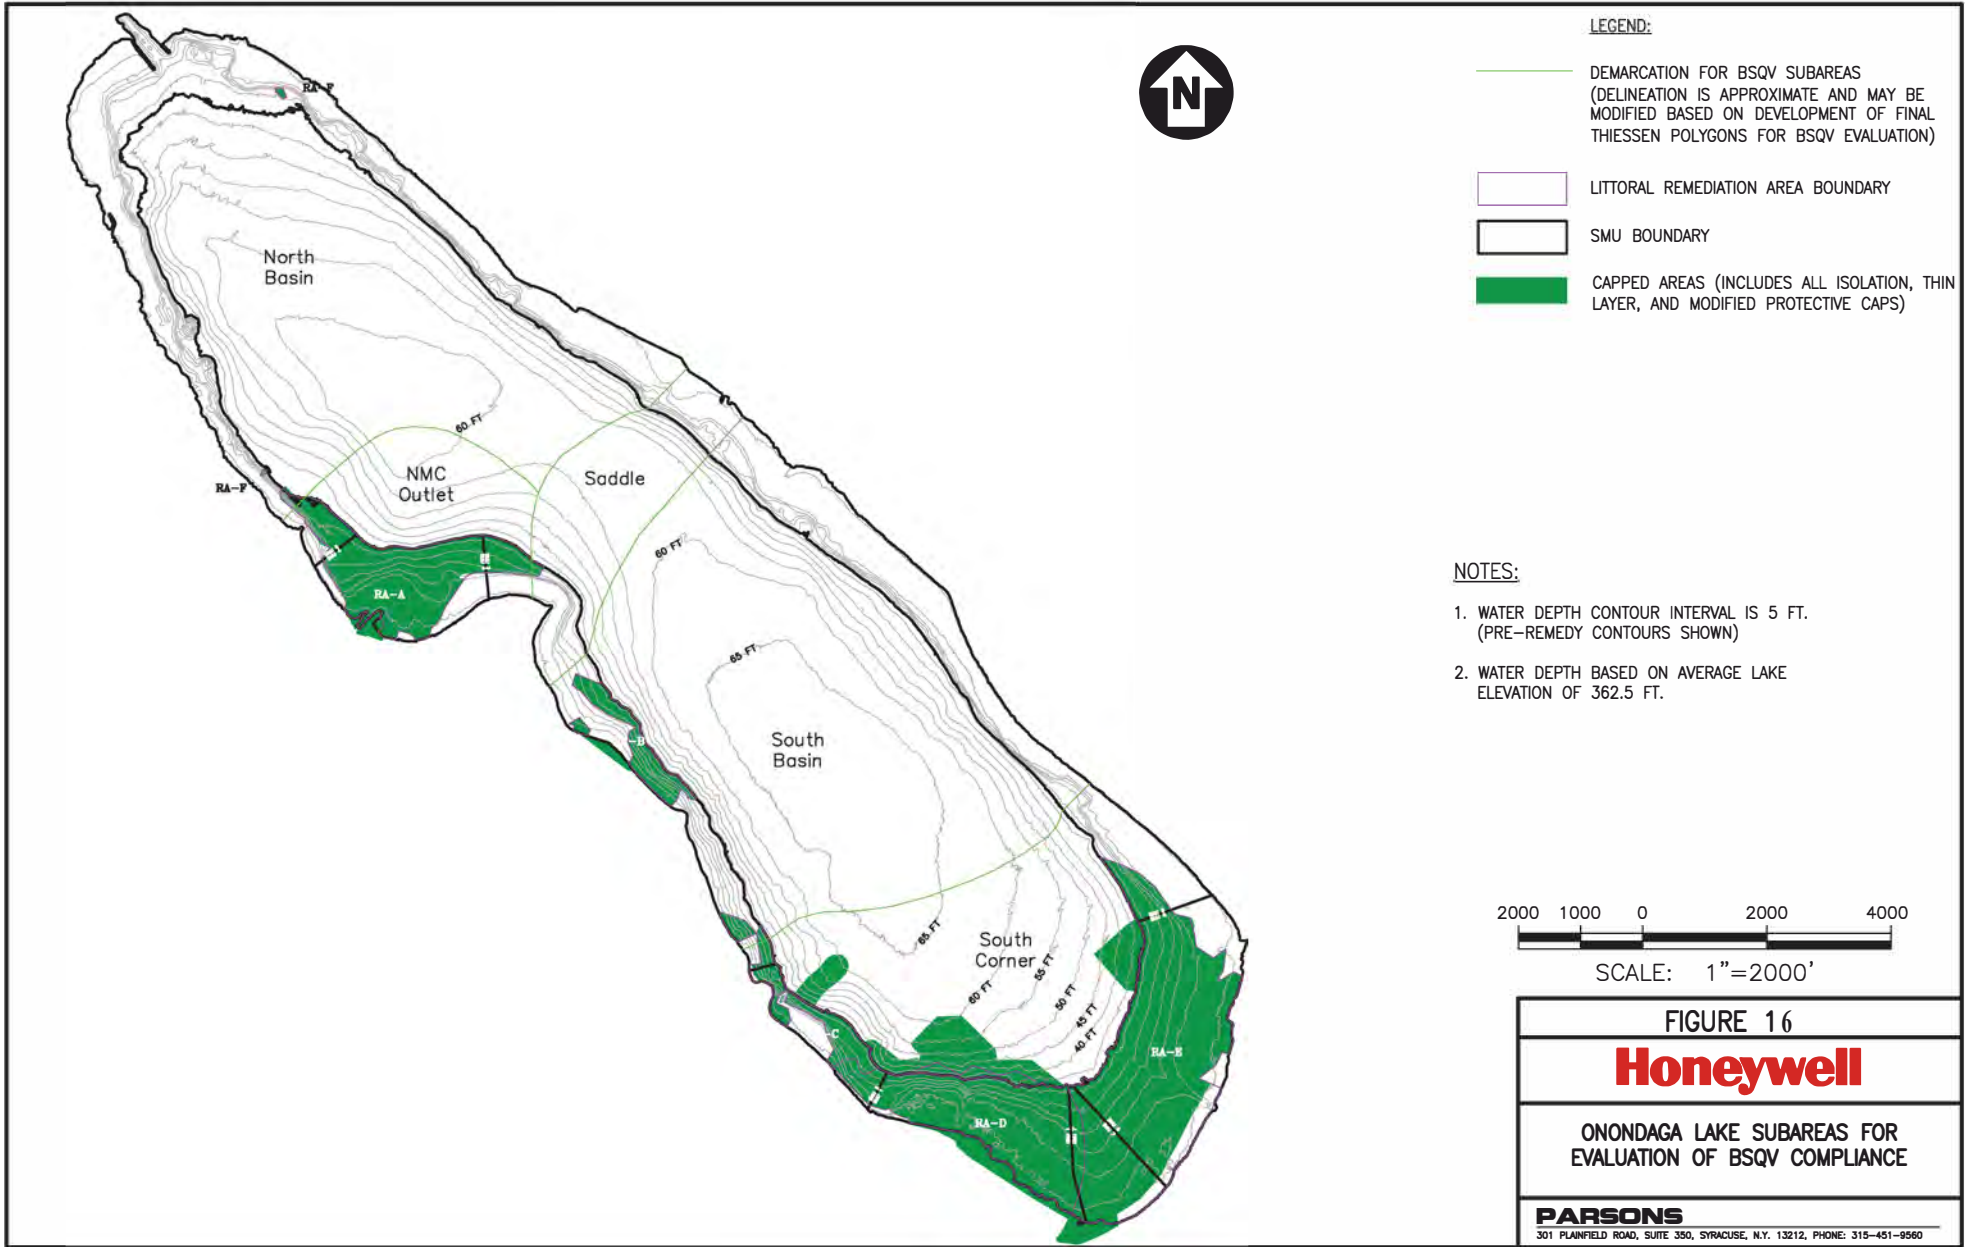 LEGEND:
DEMARCATION FOR BSQV SUBAREAS
(DELINEATION IS APPROXIMATE AND MAY BE
MODIFIED BASED ON DEVELOPMENT OF FINAL
THIESSEN POLYGONS FOR BSQV EVALUATION)
LITTORAL REMEDIATION AREA BOUNDARY
SMU BOUNDARY
CAPPED AREAS (INCLUDES ALL ISOLATION, THIN
LAYER, AND MODIFIED PROTECTIVE CAPS)
N
RA-F
North
Basin
60 FT
NMC
Outlet
Saddle
RA-F
RA-A
60 FT
65 FT
-B
South
Basin
65 FT
South
Corner
55 FT
60 FT
50 FT
45 FT
40 FT
-C
RA-D
RA-E
NOTES:
1. WATER DEPTH CONTOUR INTERVAL IS 5 FT.
(PRE-REMEDY CONTOURS SHOWN)
2. WATER DEPTH BASED ON AVERAGE LAKE
ELEVATION OF 362.5 FT.
2000 1000 0 2000 4000
SCALE: 1"=2000'
FIGURE 16
Honeywell
ONONDAGA LAKE SUBAREAS FOR
EVALUATION OF BSQV COMPLIANCE
PARSONS
301 PLAINFIELD ROAD, SUITE 350, SYRACUSE, N.Y. 13212, PHONE: 315-451-9560